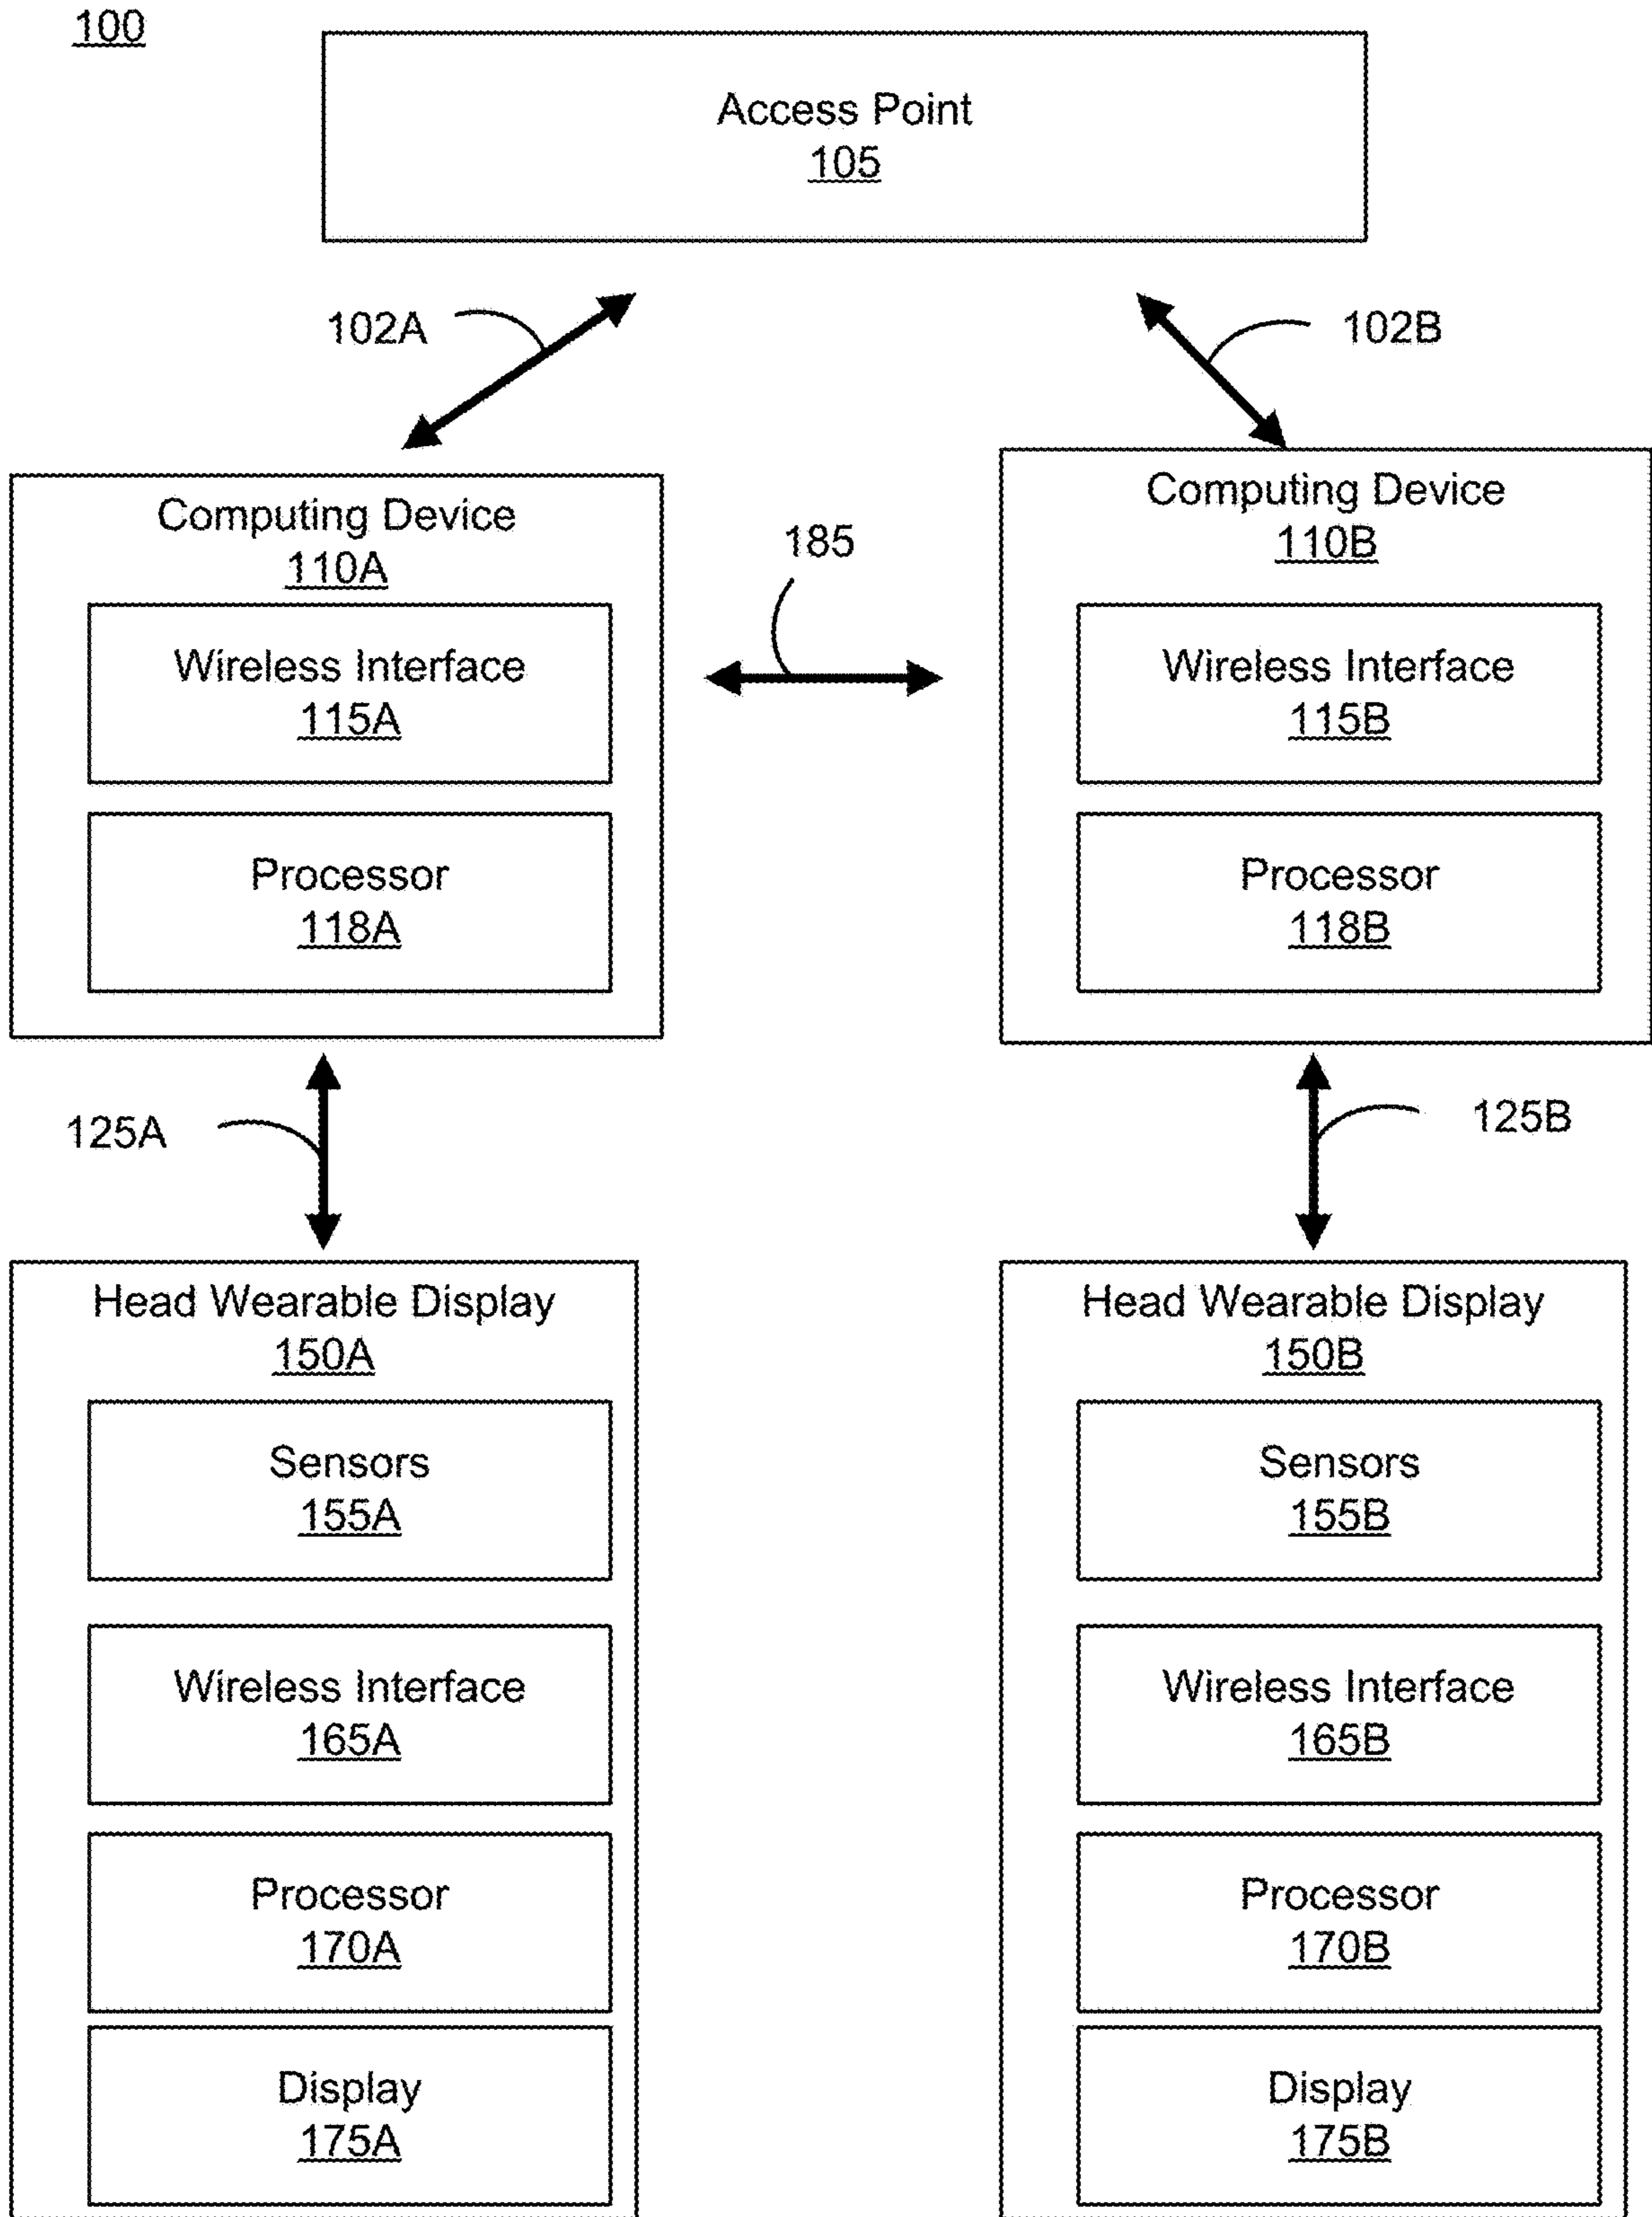 100
Access Point
105
102A
102B
Computing Device
110A
Wireless Interface
115A
Processor
118A
185
Computing Device
110B
Wireless Interface
115B
Processor
118B
125A
125B
Head Wearable Display
150A
Sensors
155A
Wireless Interface
165A
Processor
170A
Display
175A
Head Wearable Display
150B
Sensors
155B
Wireless Interface
165B
Processor
170B
Display
175B